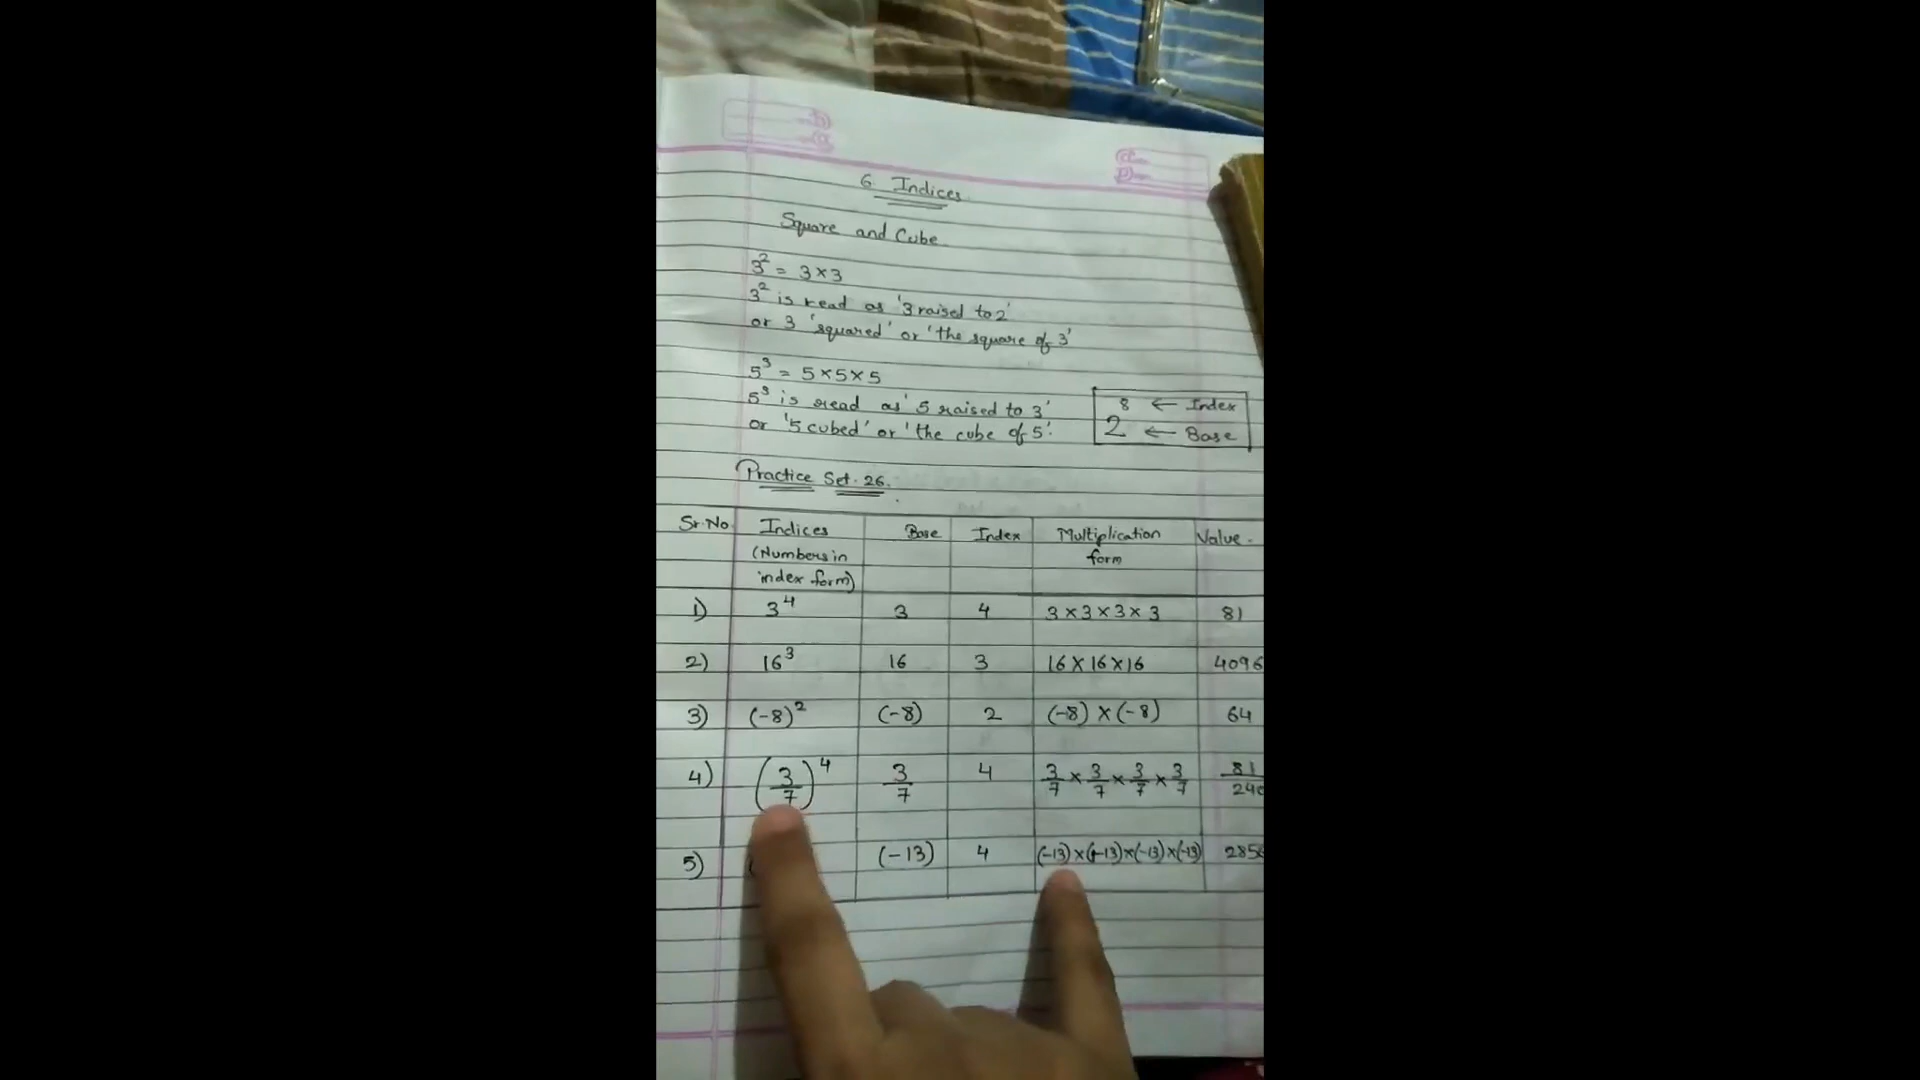 6. Indices.
Square and Cube
3² = 3×3
3² is read as '3 raised to 2'
or 3 'squared' or 'the square of 3'
5³ = 5×5×5
5³ is read as '5 raised to 3'
or '5 cubed' or 'the cube of 5'.
8 ← Index
2 ← Base
Practice Set. 26.
Sr.No. Indices Base Index Multiplication Value.
(Numbers in form
index form)
1) 3⁴ 3 4 3×3×3×3 81
2) 16³ 16 3 16×16×16 4096
3) (-8)² (-8) 2 (-8)×(-8) 64
4) (3/7)⁴ 3/7 4 3/7 × 3/7 × 3/7 × 3/7 81
5) (-13) 4 (-13)×(-13)×(-13)×(-13)